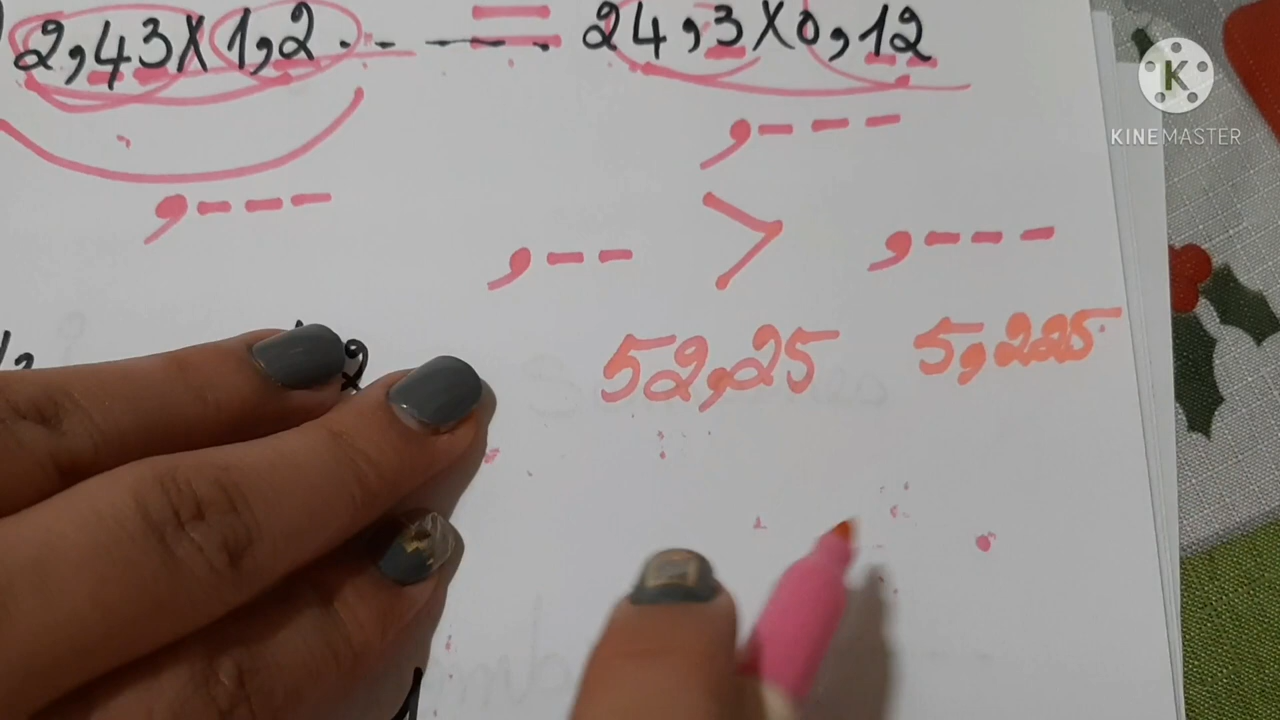 2,43X1,2 - - - - - = 24,3X0,12
, - - -
, - - -
, - - > , - - -
52,25 5,225
K
KINEMASTER